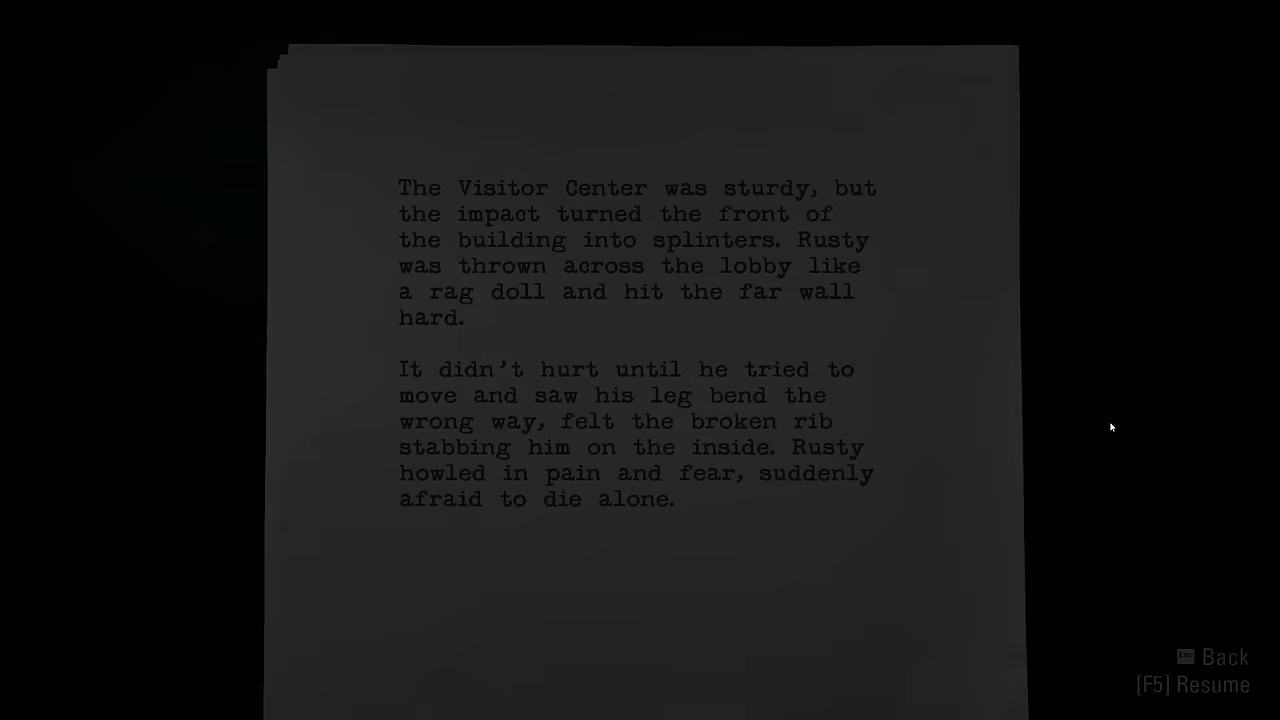 The Visitor Center was sturdy, but
the impact turned the front of
the building into splinters. Rusty
was thrown across the lobby like
a rag doll and hit the far wall
hard.
It didn't hurt until he tried to
move and saw his leg bend the
wrong way, felt the broken rib
stabbing him on the inside. Rusty
howled in pain and fear, suddenly
afraid to die alone.
Esc Back
[F5] Resume